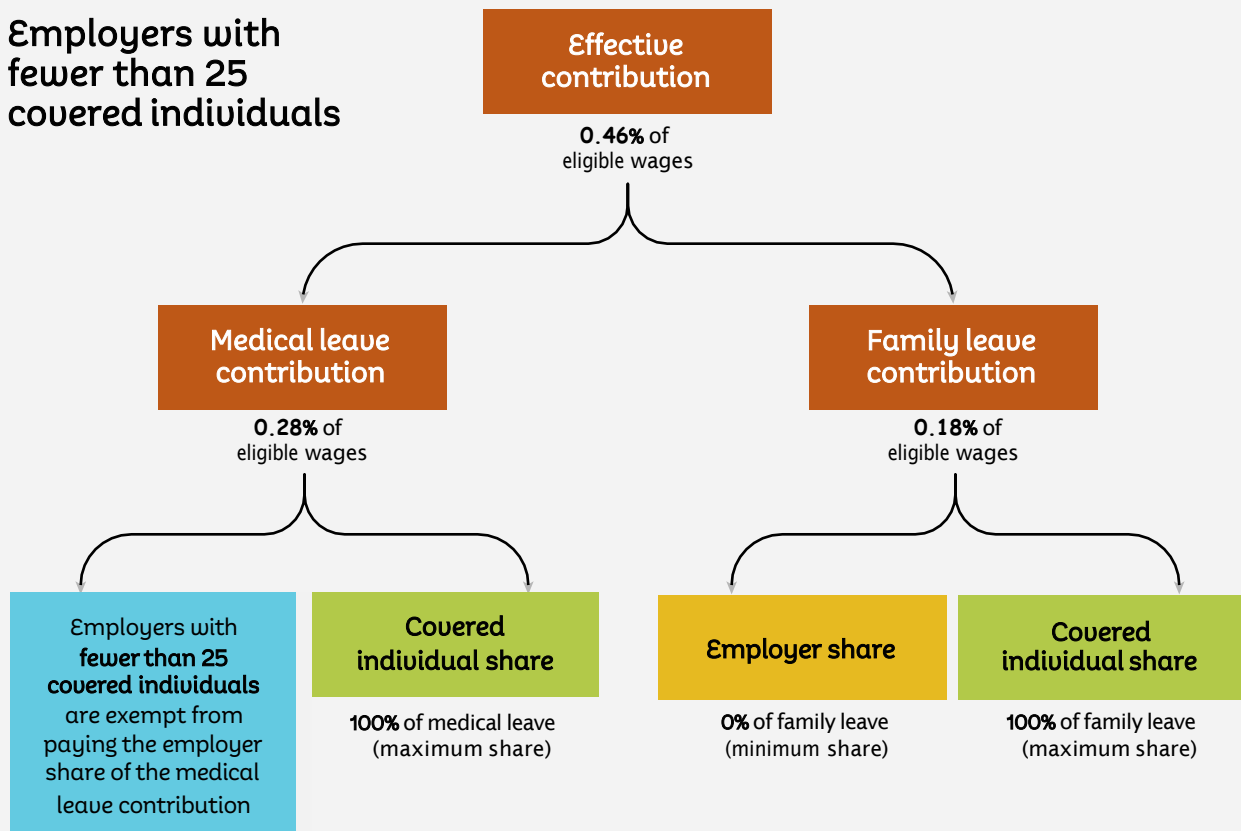 Employers with
fewer than 25
covered individuals
Effective
contribution
0.46% of
eligible wages
Medical leave
contribution
0.28% of
eligible wages
Family leave
contribution
0.18% of
eligible wages
Employers with
fewer than 25
covered individuals
are exempt from
paying the employer
share of the medical
leave contribution
Covered
individual share
100% of medical leave
(maximum share)
Employer share
0% of family leave
(minimum share)
Covered
individual share
100% of family leave
(maximum share)